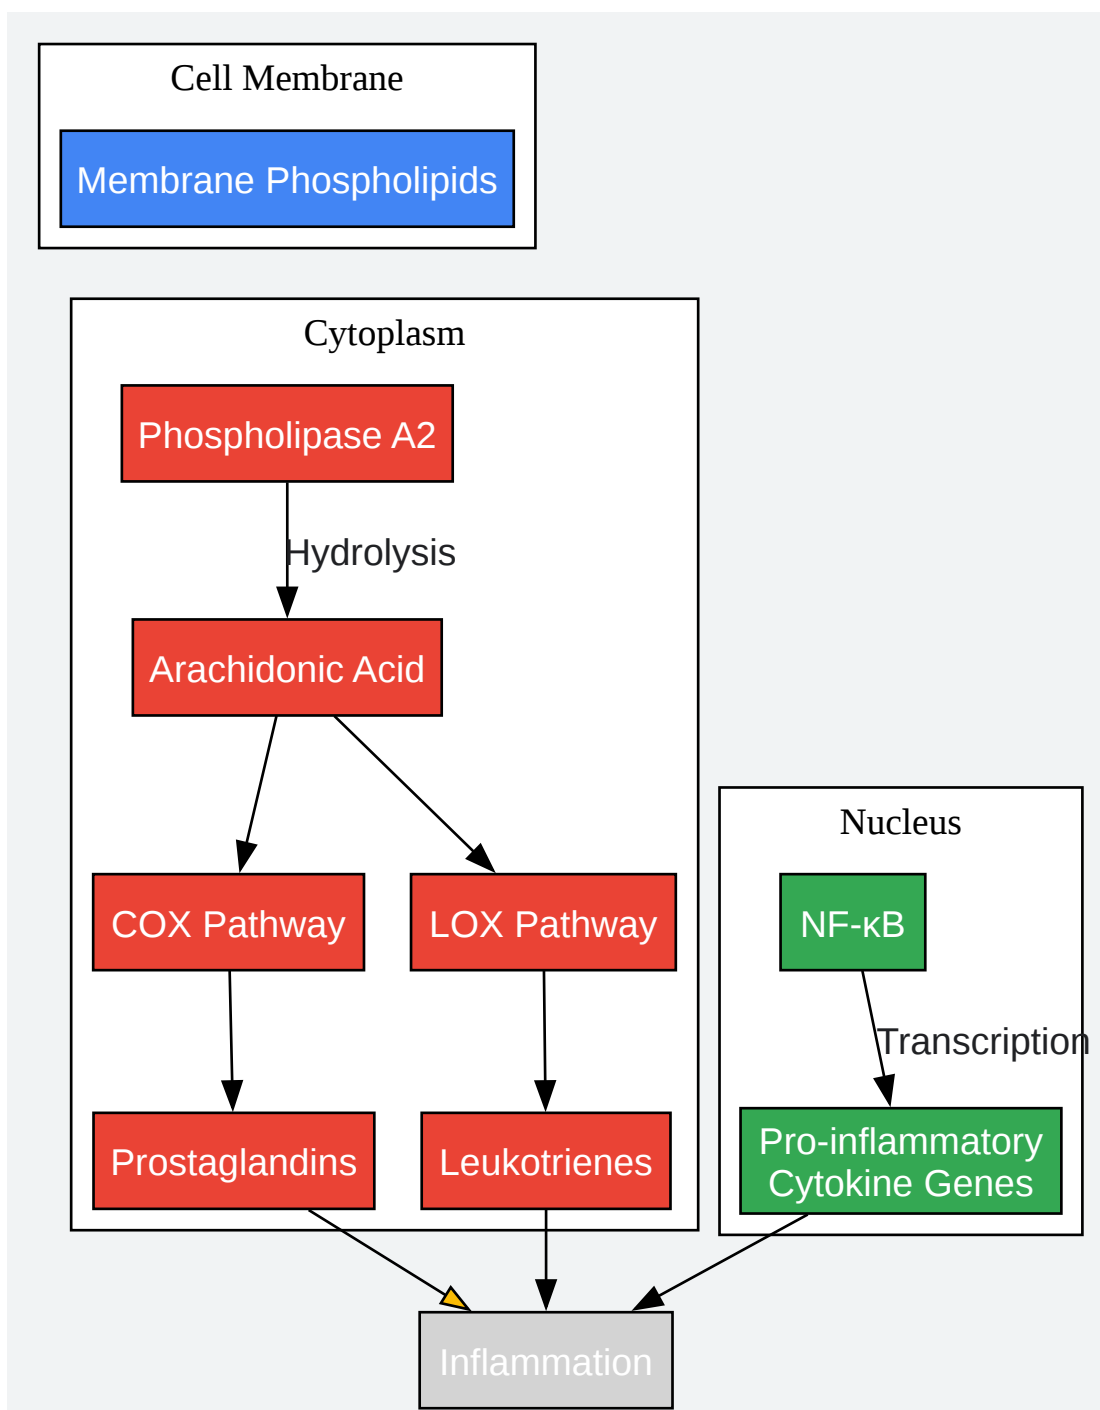 Cell Membrane
Membrane Phospholipids
Cytoplasm
Phospholipase A2
Hydrolysis
Arachidonic Acid
COX Pathway
LOX Pathway
Prostaglandins
Leukotrienes
Nucleus
NF-κB
Transcription
Pro-inflammatory
Cytokine Genes
Inflammation